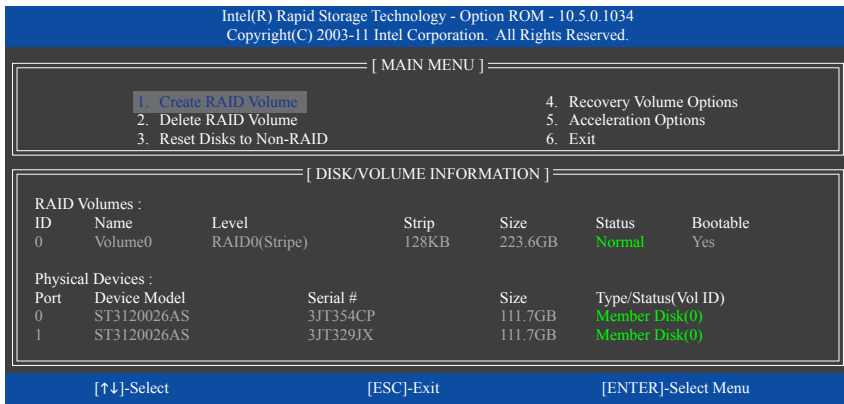 Intel(R) Rapid Storage Technology - Option ROM - 10.5.0.1034
Copyright(C) 2003-11 Intel Corporation. All Rights Reserved.
[ MAIN MENU ]
1. Create RAID Volume 4. Recovery Volume Options
2. Delete RAID Volume 5. Acceleration Options
3. Reset Disks to Non-RAID 6. Exit
[ DISK/VOLUME INFORMATION ]
RAID Volumes :
ID Name Level Strip Size Status Bootable
0 Volume0 RAID0(Stripe) 128KB 223.6GB Normal Yes
Physical Devices :
Port Device Model Serial # Size Type/Status(Vol ID)
0 ST3120026AS 3JT354CP 111.7GB Member Disk(0)
1 ST3120026AS 3JT329JX 111.7GB Member Disk(0)
[↑↓]-Select [ESC]-Exit [ENTER]-Select Menu